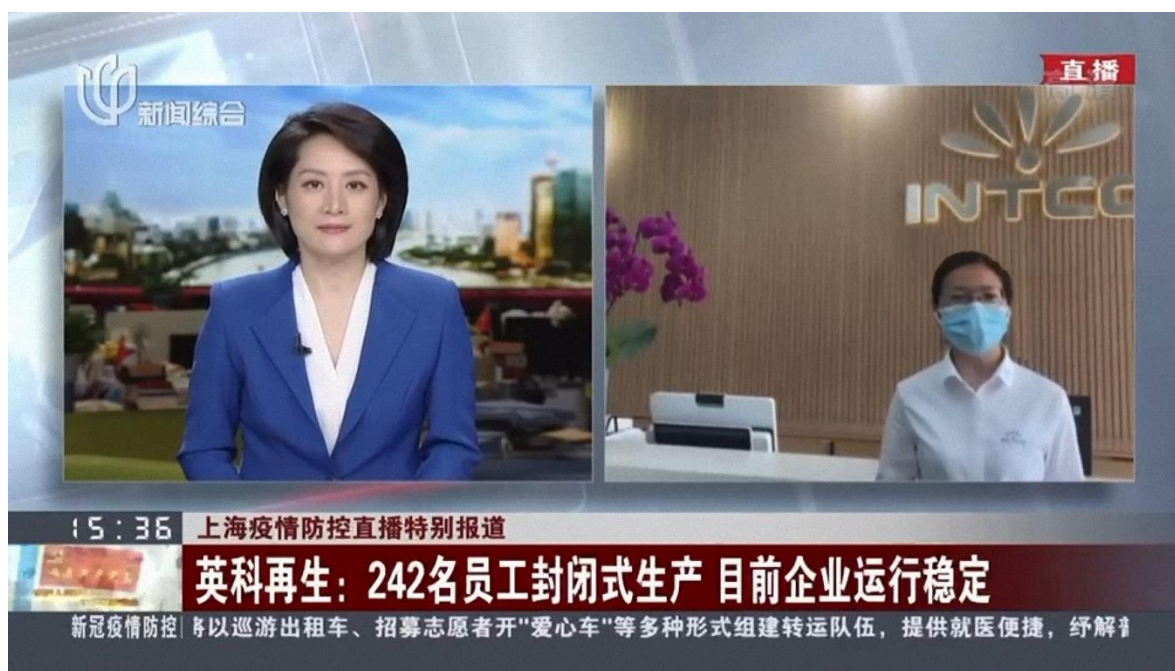 直播
新闻综合
INTCO
15:36
上海疫情防控直播特别报道
英科再生：242名员工封闭式生产 目前企业运行稳定
新冠疫情防控
将以巡游出租车、招募志愿者开"爱心车"等多种形式组建转运队伍，提供就医便捷，纾解